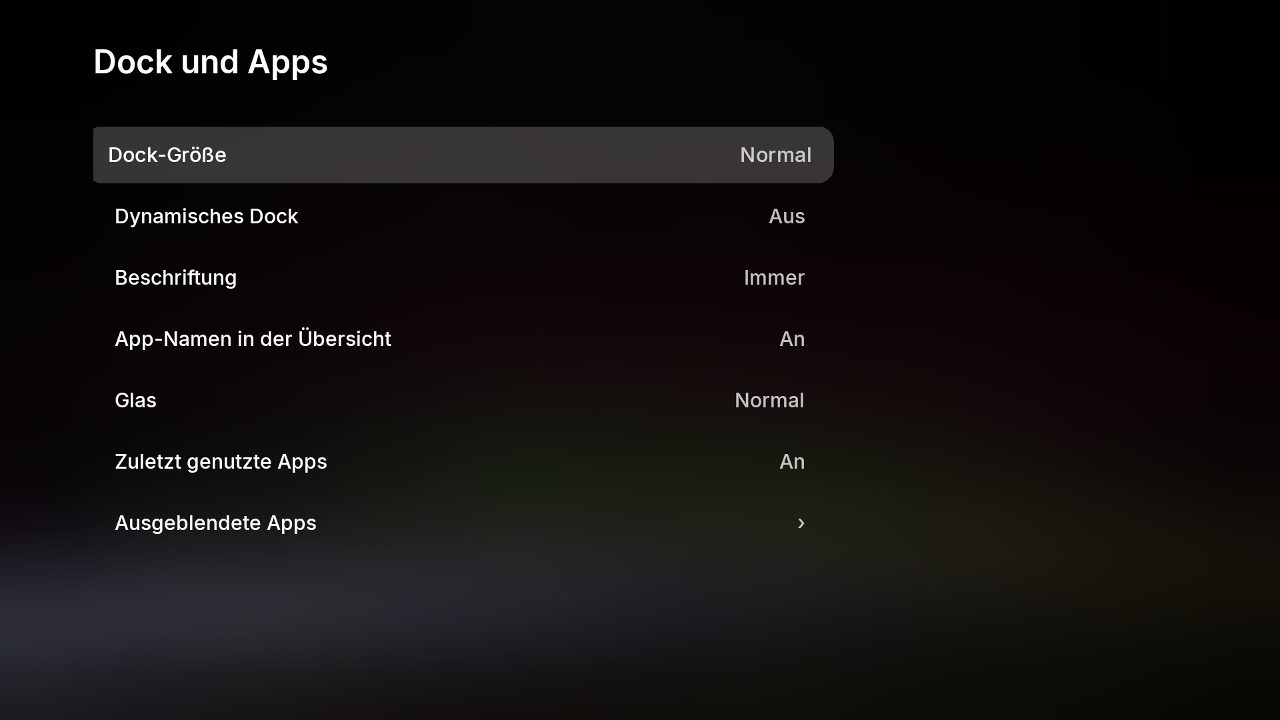 Dock und Apps
Dock-Größe Normal
Dynamisches Dock Aus
Beschriftung Immer
App-Namen in der Übersicht An
Glas Normal
Zuletzt genutzte Apps An
Ausgeblendete Apps ›